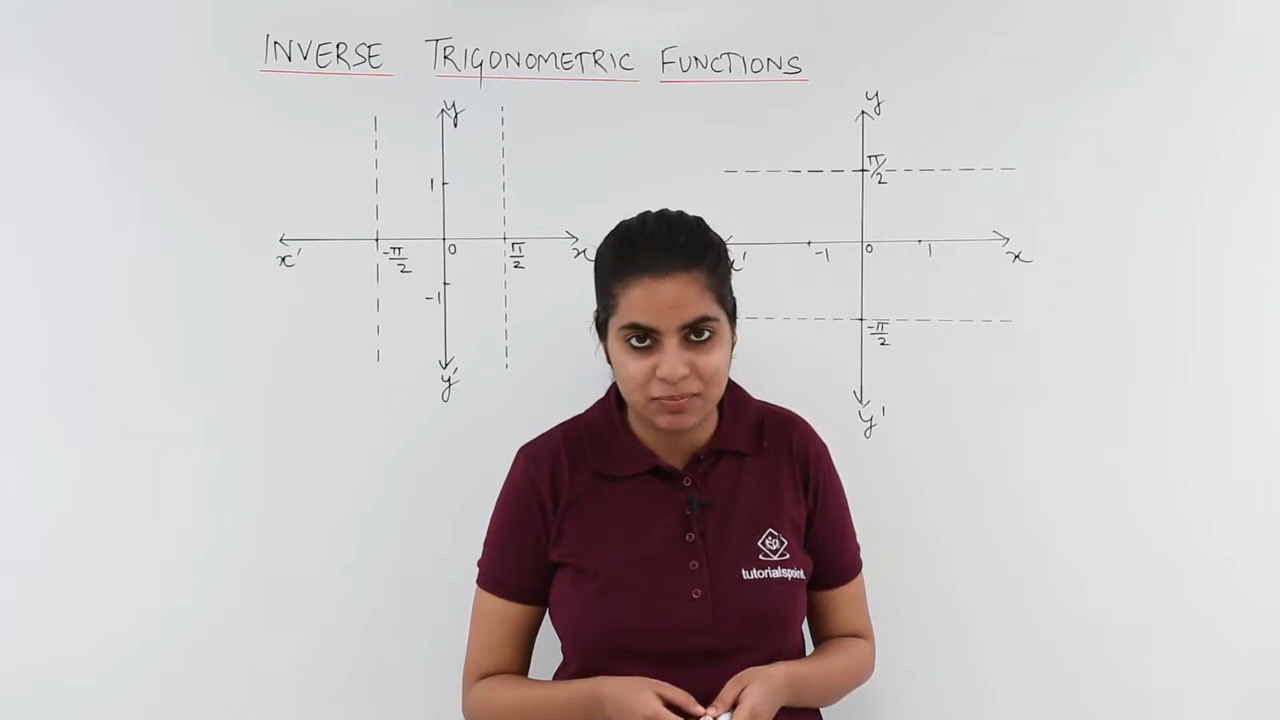 INVERSE TRIGONOMETRIC FUNCTIONS
y
1
x' -π/2 0 π/2 x
-1
y'
y
π/2
x' -1 0 1 x
-π/2
y'
tutorialspoint